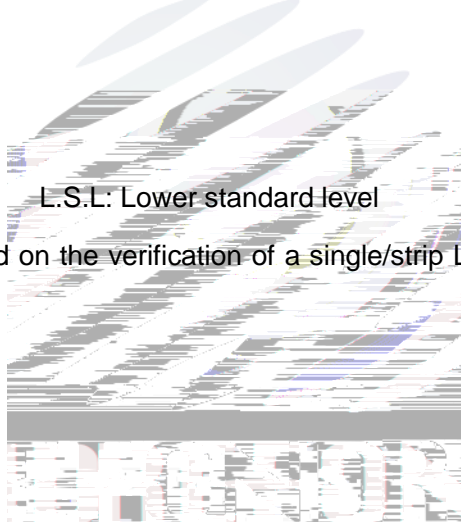 L.S.L: Lower standard level
d on the verification of a single/strip L